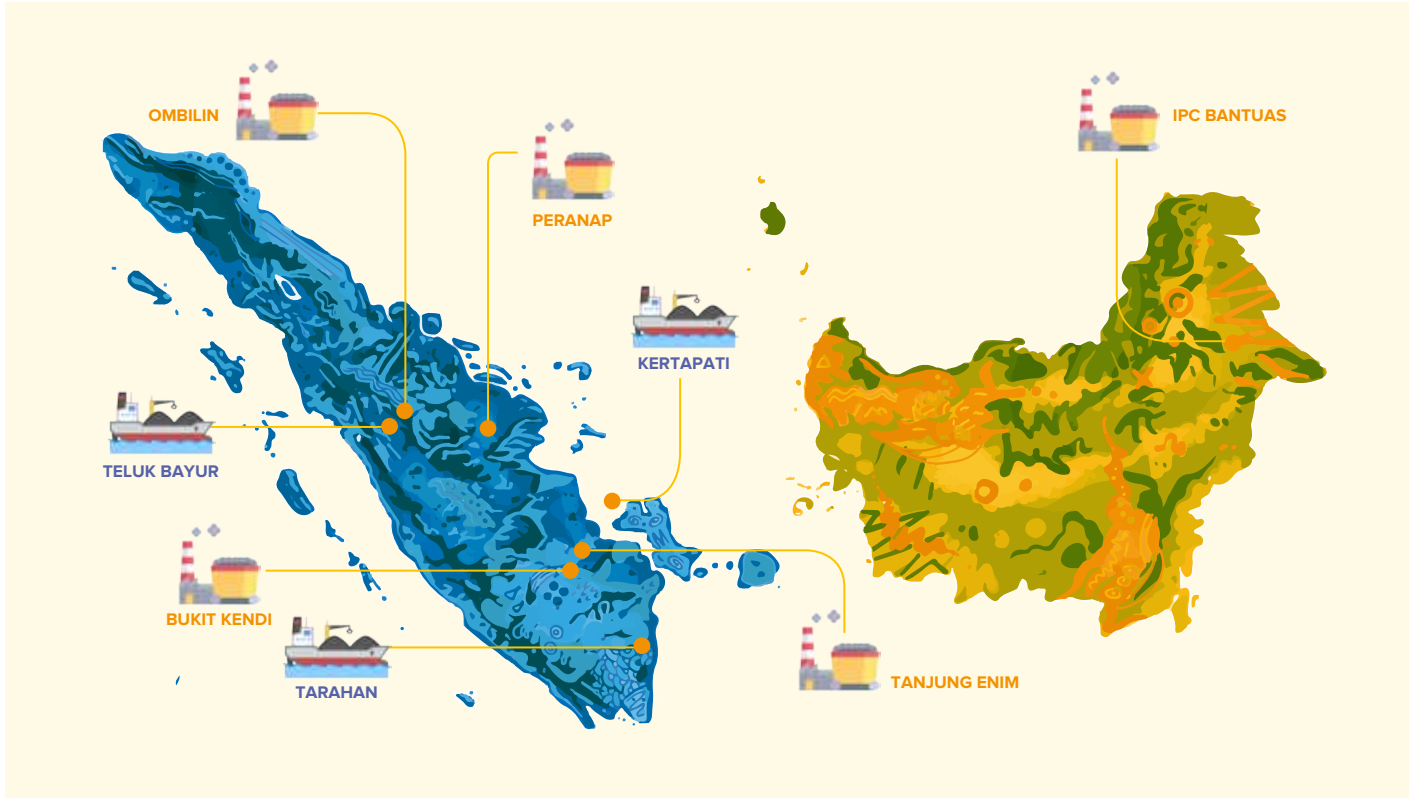 OMBILIN
IPC BANTUAS
PERANAP
KERTAPATI
TELUK BAYUR
BUKIT KENDI
TARAHAN
TANJUNG ENIM